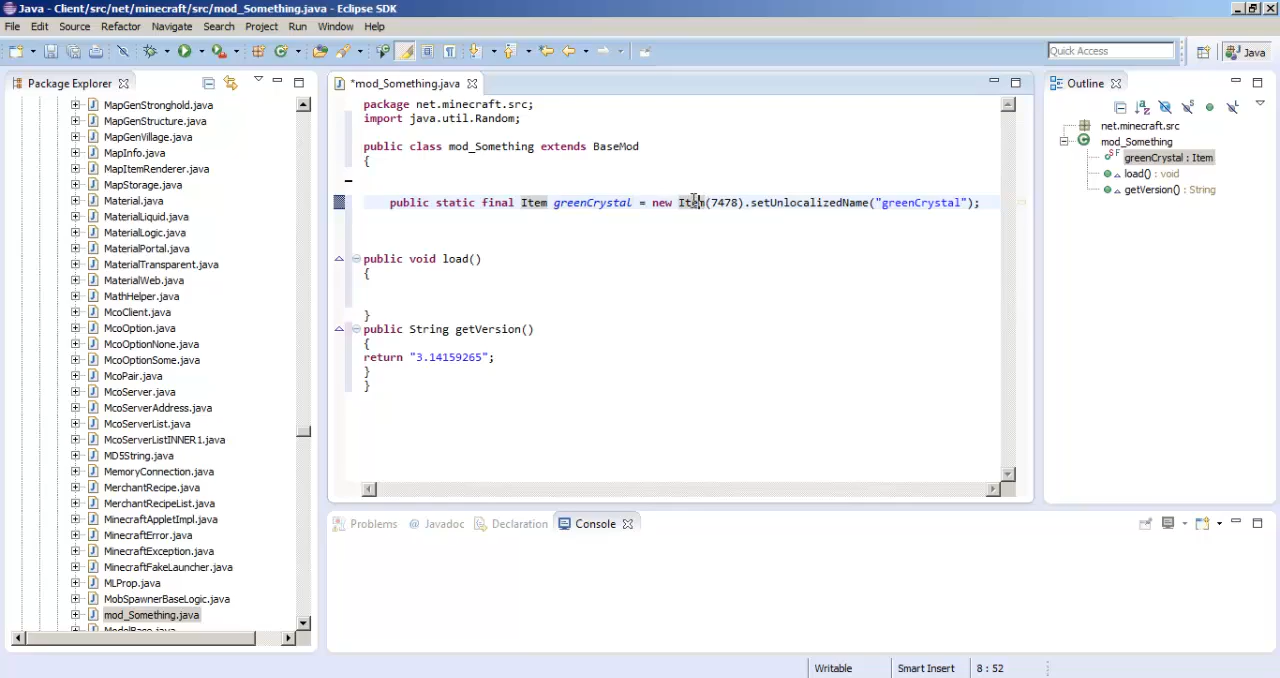 Java - Client/src/net/minecraft/src/mod_Something.java - Eclipse SDK
File Edit Source Refactor Navigate Search Project Run Window Help
Quick Access
Java
Package Explorer
MapGenStronghold.java
MapGenStructure.java
MapGenVillage.java
MapInfo.java
MapItemRenderer.java
MapStorage.java
Material.java
MaterialLiquid.java
MaterialLogic.java
MaterialPortal.java
MaterialTransparent.java
MaterialWeb.java
MathHelper.java
McoClient.java
McoOption.java
McoOptionNone.java
McoOptionSome.java
McoPair.java
McoServer.java
McoServerAddress.java
McoServerList.java
McoServerListINNER1.java
MD5String.java
MemoryConnection.java
MerchantRecipe.java
MerchantRecipeList.java
MinecraftAppletImpl.java
MinecraftError.java
MinecraftException.java
MinecraftFakeLauncher.java
MLProp.java
MobSpawnerBaseLogic.java
mod_Something.java
ModelBase.java
*mod_Something.java
package net.minecraft.src;
import java.util.Random;
public class mod_Something extends BaseMod
{
public static final Item greenCrystal = new Item(7478).setUnlocalizedName("greenCrystal");
public void load()
{
}
public String getVersion()
{
return "3.14159265";
}
}
Outline
net.minecraft.src
mod_Something
greenCrystal : Item
load() : void
getVersion() : String
Problems @ Javadoc Declaration Console
Writable Smart Insert 8 : 52